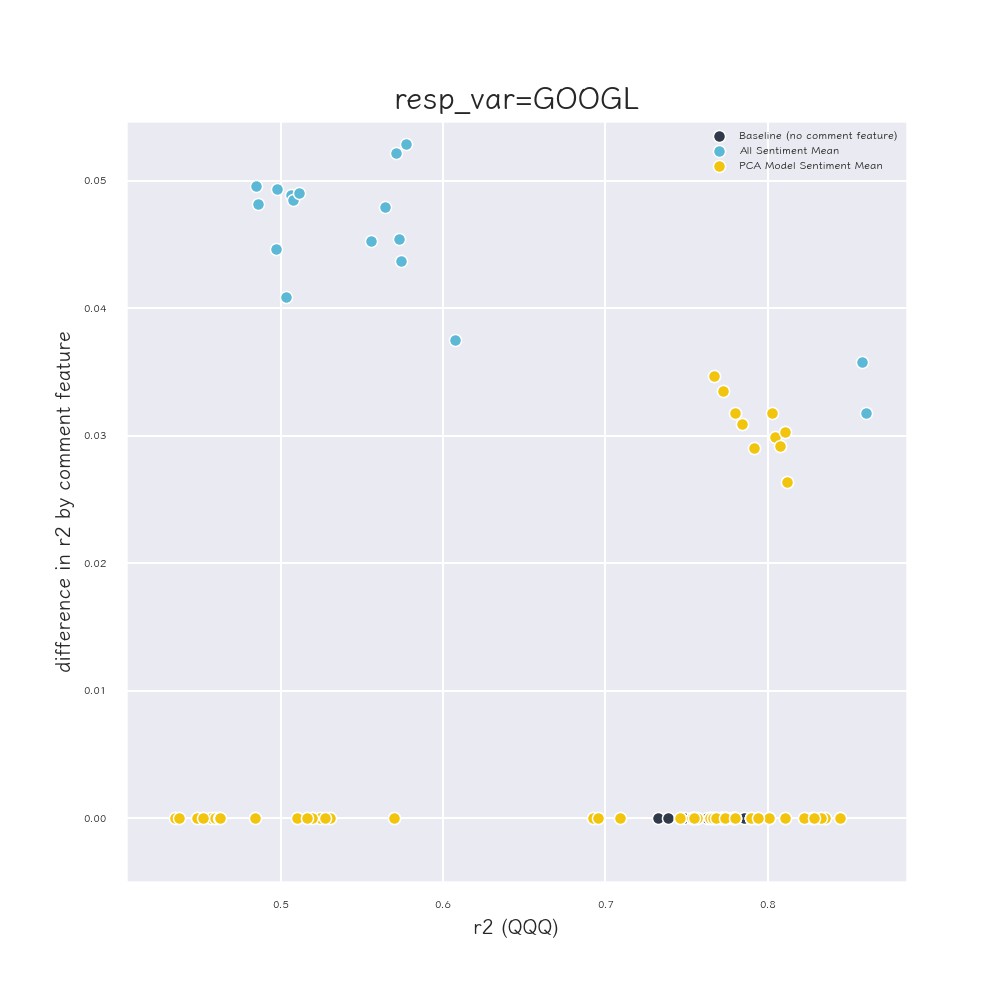 resp_var=GOOGL
Baseline (no comment feature)
All Sentiment Mean
PCA Model Sentiment Mean
difference in r2 by comment feature
0.05
0.04
0.03
0.02
0.01
0.00
0.5
0.6
0.7
0.8
r2 (QQQ)